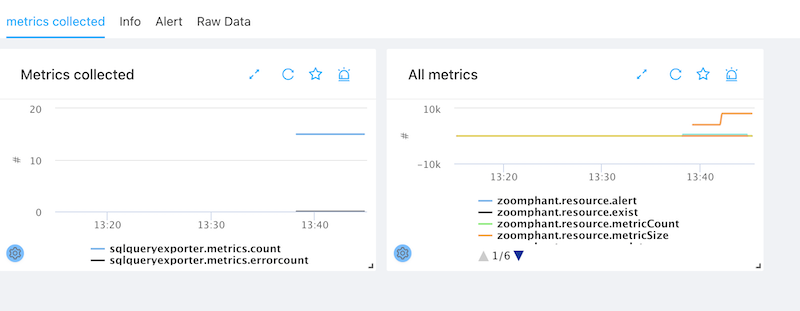 metrics collected Info Alert Raw Data
Metrics collected
20
#
10
0
13:20 13:30 13:40
sqlqueryexporter.metrics.count
sqlqueryexporter.metrics.errorcount
All metrics
10k
#
-10k
13:20 13:30 13:40
zoomphant.resource.alert
zoomphant.resource.exist
zoomphant.resource.metricCount
zoomphant.resource.metricSize
1/6